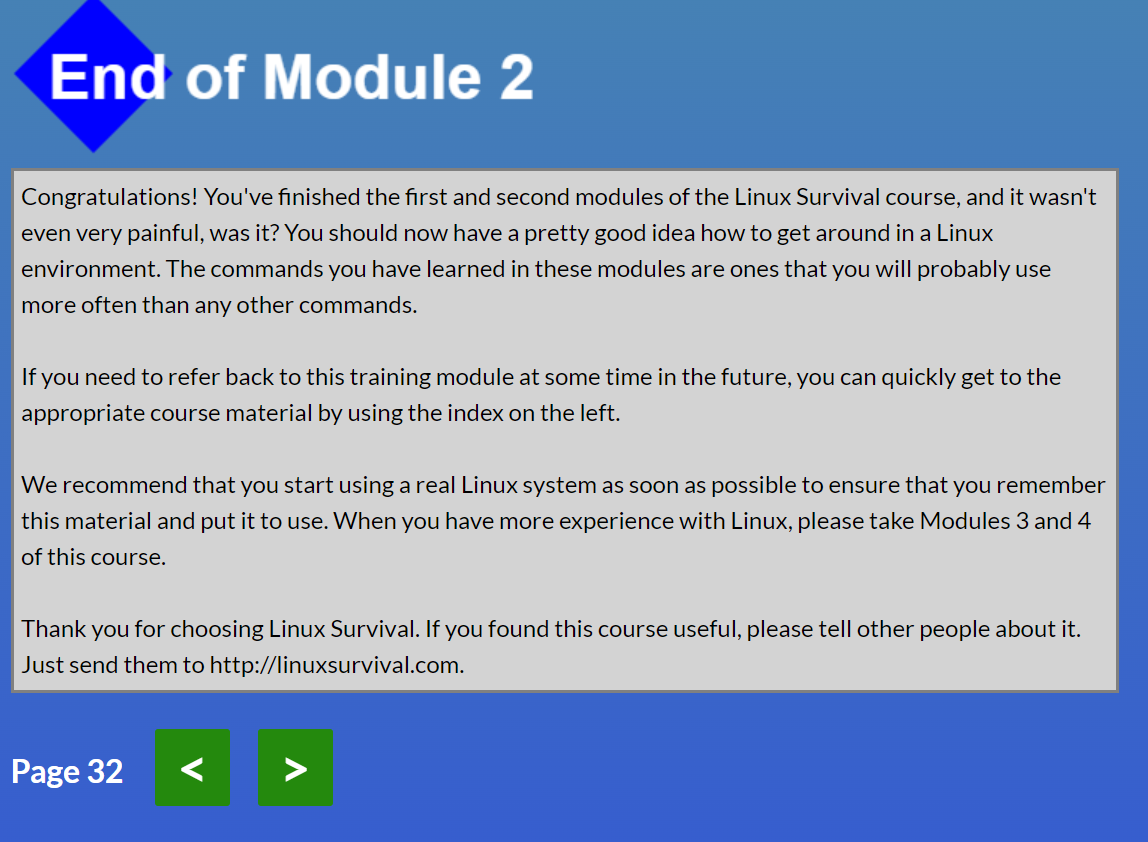 End of Module 2
Congratulations! You've finished the first and second modules of the Linux Survival course, and it wasn't
even very painful, was it? You should now have a pretty good idea how to get around in a Linux
environment. The commands you have learned in these modules are ones that you will probably use
more often than any other commands.
If you need to refer back to this training module at some time in the future, you can quickly get to the
appropriate course material by using the index on the left.
We recommend that you start using a real Linux system as soon as possible to ensure that you remember
this material and put it to use. When you have more experience with Linux, please take Modules 3 and 4
of this course.
Thank you for choosing Linux Survival. If you found this course useful, please tell other people about it.
Just send them to http://linuxsurvival.com.
Page 32 < >